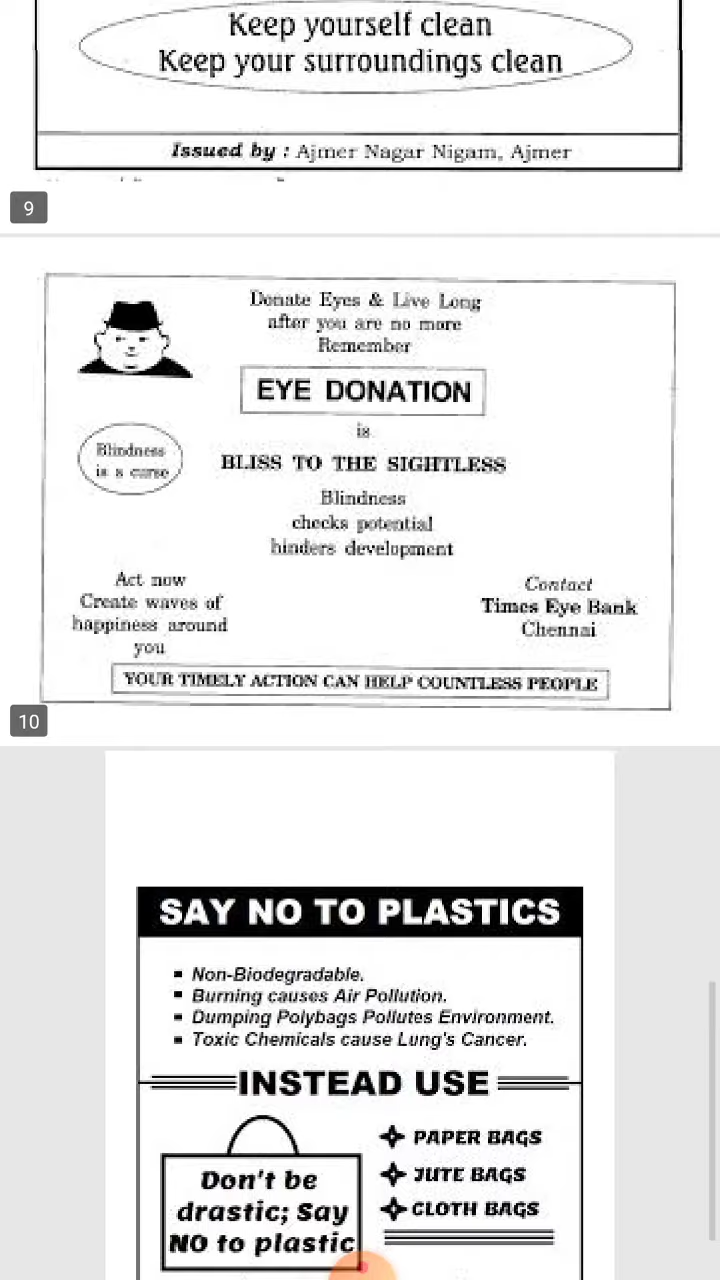 Keep yourself clean
Keep your surroundings clean
Issued by : Ajmer Nagar Nigam, Ajmer
9
Donate Eyes & Live Long
after you are no more
Remember
EYE DONATION
is
Blindness
is a curse
BLISS TO THE SIGHTLESS
Blindness
checks potential
hinders development
Act now
Create waves of
happiness around
you
Contact
Times Eye Bank
Chennai
YOUR TIMELY ACTION CAN HELP COUNTLESS PEOPLE
10
SAY NO TO PLASTICS
Non-Biodegradable.
Burning causes Air Pollution.
Dumping Polybags Pollutes Environment.
Toxic Chemicals cause Lung's Cancer.
INSTEAD USE
Don't be
drastic; Say
NO to plastic
PAPER BAGS
JUTE BAGS
CLOTH BAGS